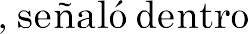 , señaló dentro